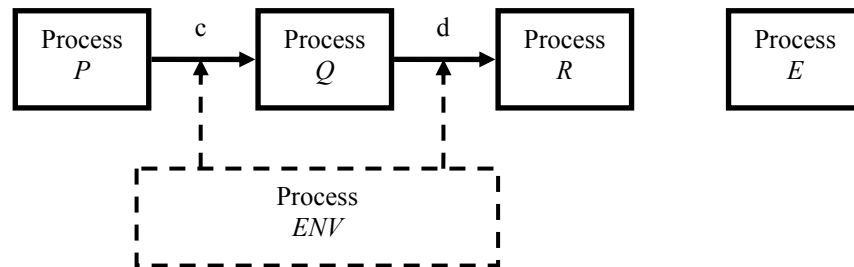 Process
P
c
Process
Q
d
Process
R
Process
E
Process
ENV